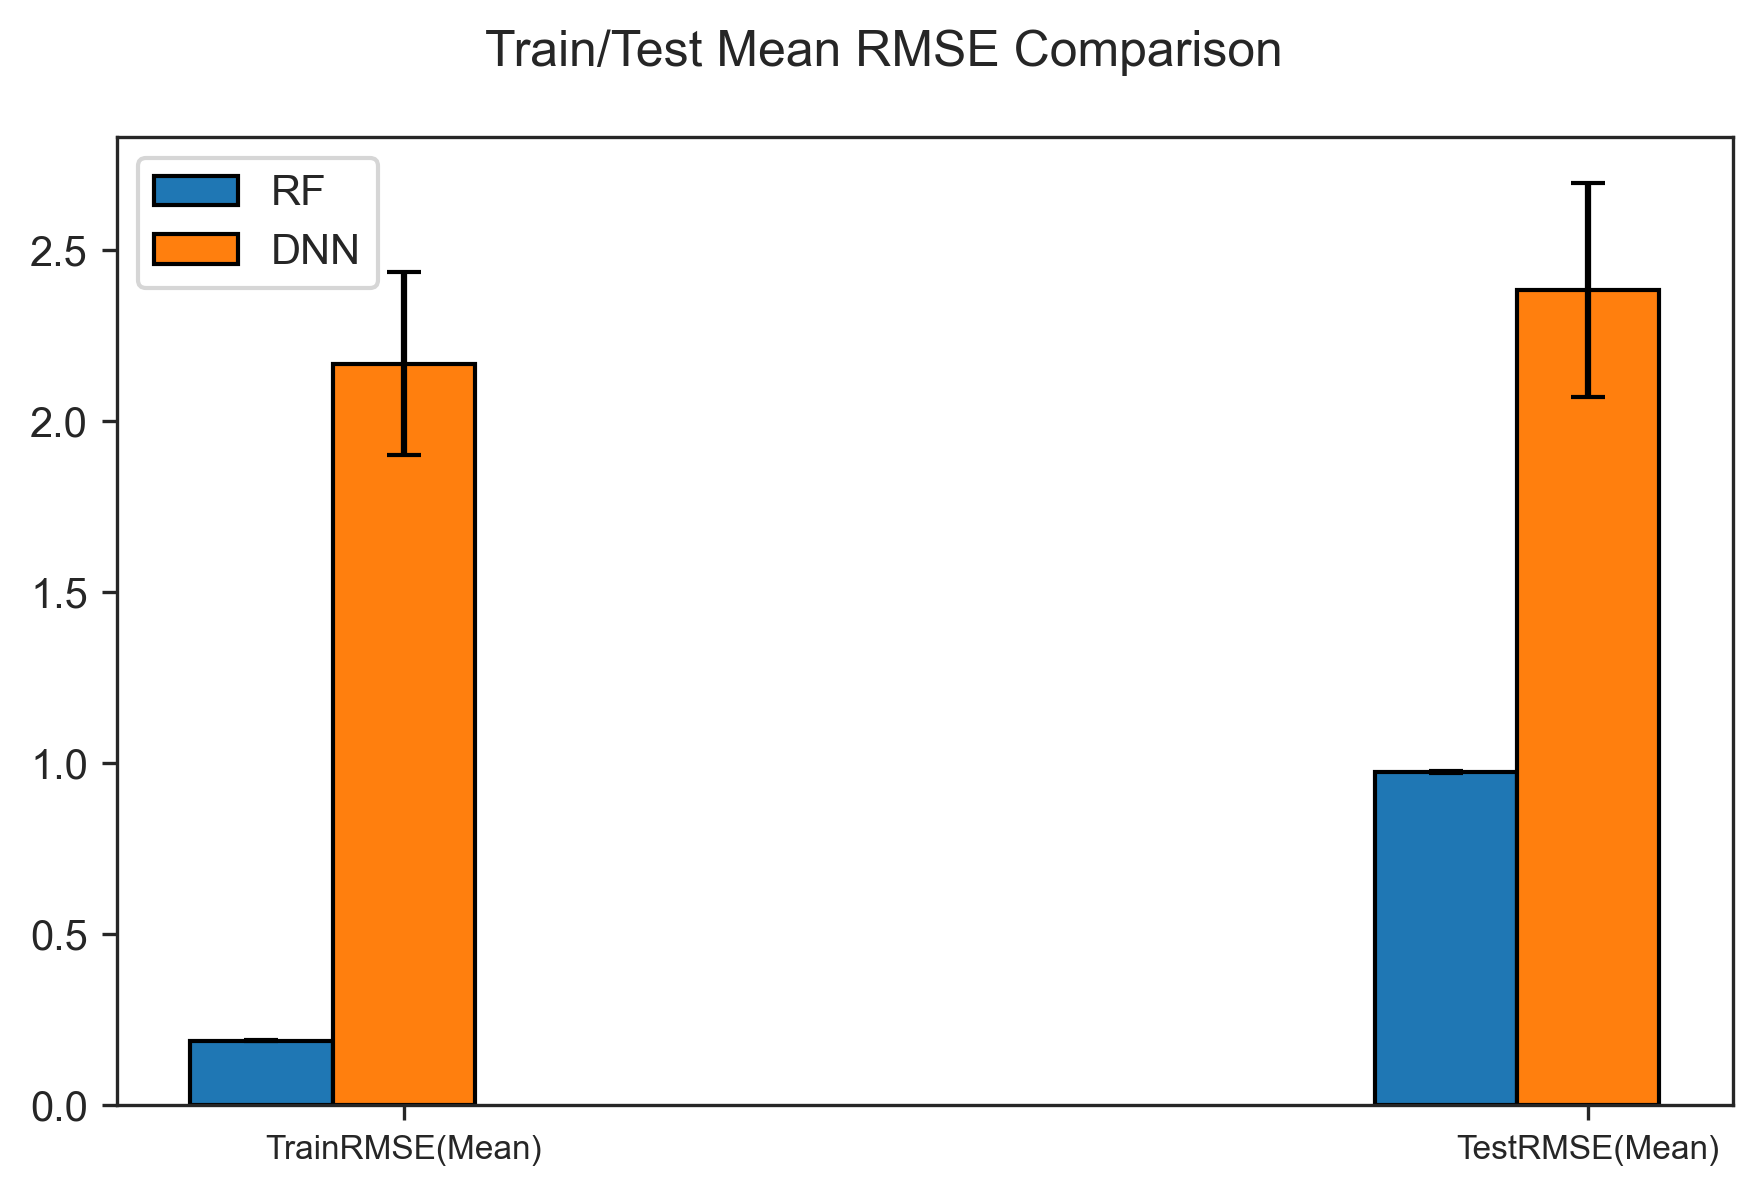 Train/Test Mean RMSE Comparison
RF
DNN
2.5
2.0
1.5
1.0
0.5
0.0
TrainRMSE(Mean)
TestRMSE(Mean)